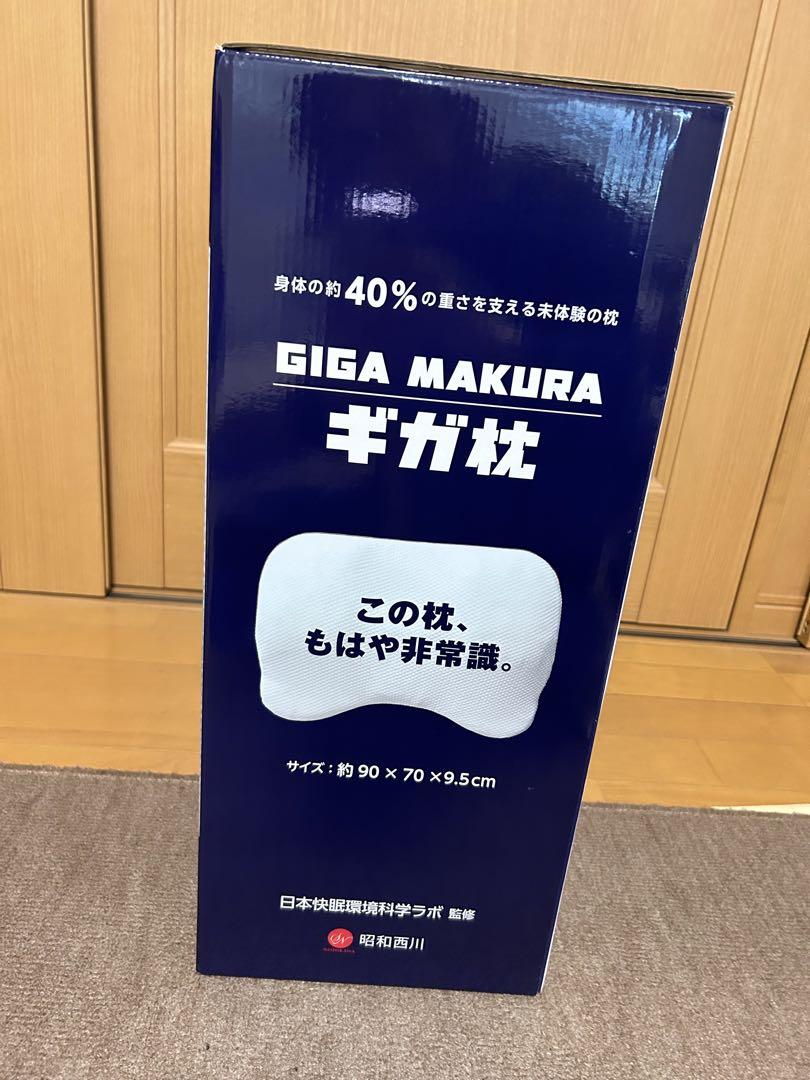 身体の約40%の重さを支える未体験の枕
GIGA MAKURA
ギガ枕
この枕、
もはや非常識。
サイズ:約90×70×9.5cm
日本快眠環境科学ラボ 監修
昭和西川